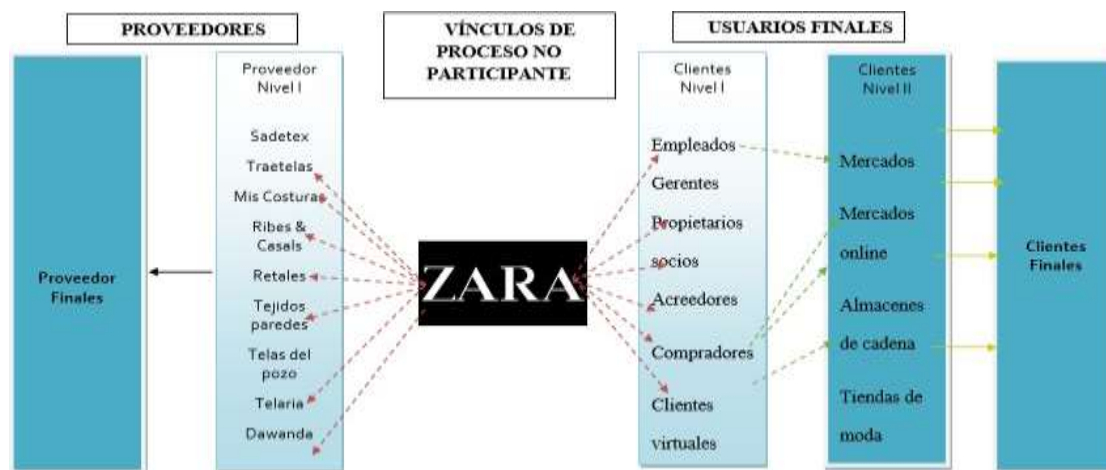 PROVEEDORES
VÍNCULOS DE
PROCESO NO
PARTICIPANTE
USUARIOS FINALES
Proveedor
Finales
Proveedor
Nivel I
Sadetex
Traetelas
Mis Costuras
Ribes &
Casals
Retales
Tejidos
paredes
Telas del
pozo
Telaria
Dawanda
ZARA
Clientes
Nivel I
Empleados
Gerentes
Propietarios
socios
Acreedores
Compradores
Clientes
virtuales
Clientes
Nivel II
Mercados
Mercados
online
Almacenes
de cadena
Tiendas de
moda
Clientes
Finales